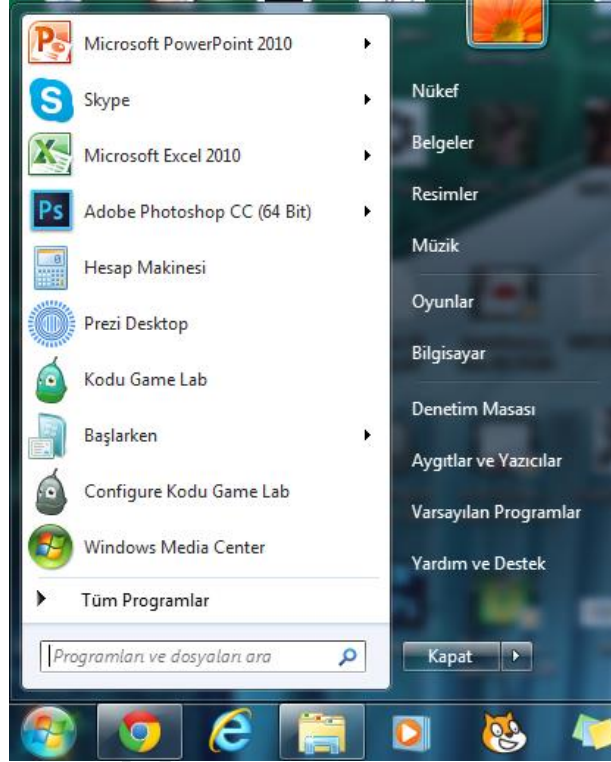 Microsoft PowerPoint 2010
Skype
Microsoft Excel 2010
Adobe Photoshop CC (64 Bit)
Hesap Makinesi
Prezi Desktop
Kodu Game Lab
Başlarken
Configure Kodu Game Lab
Windows Media Center
Tüm Programlar
Programları ve dosyaları ara
Nükef
Belgeler
Resimler
Müzik
Oyunlar
Bilgisayar
Denetim Masası
Aygıtlar ve Yazıcılar
Varsayılan Programlar
Yardım ve Destek
Kapat